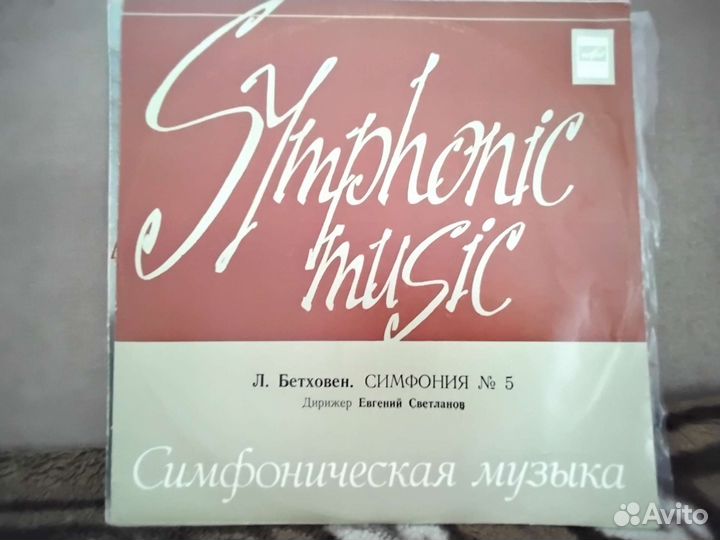 Symphonic
music
Л. Бетховен. СИМФОНИЯ № 5
Дирижер Евгений Светланов
Симфоническая музыка
Avito